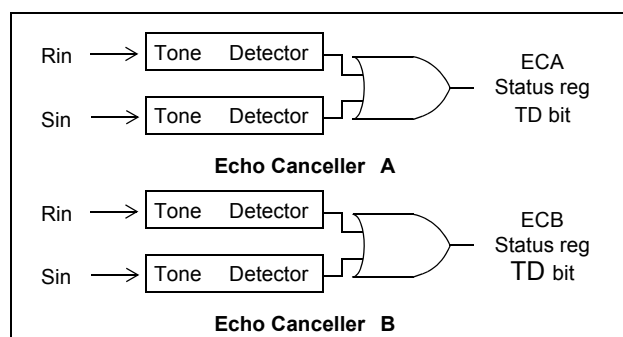 Rin
Tone Detector
Sin
Tone Detector
ECA
Status reg
TD bit
Echo Canceller A
Rin
Tone Detector
Sin
Tone Detector
ECB
Status reg
TD bit
Echo Canceller B